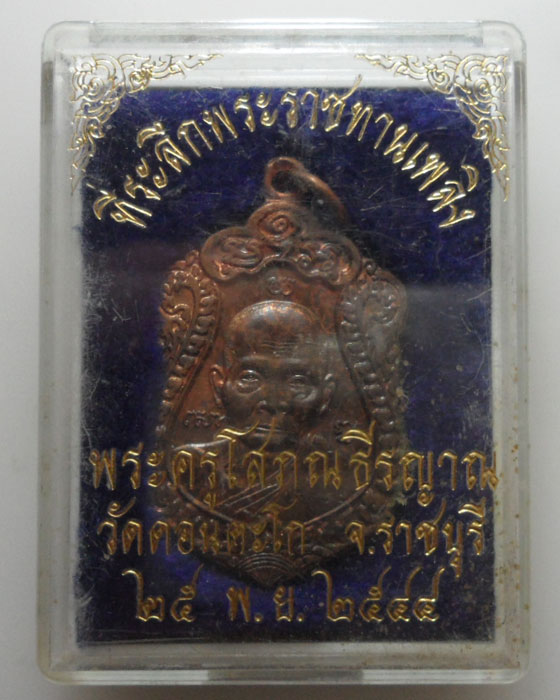 ที่ระลึกพระราชทานเพลิง
พระครูโสภณธีรญาณ
วัดดอนตะโก จ.ราชบุรี
๒๕ พ.ย. ๒๕๔๔